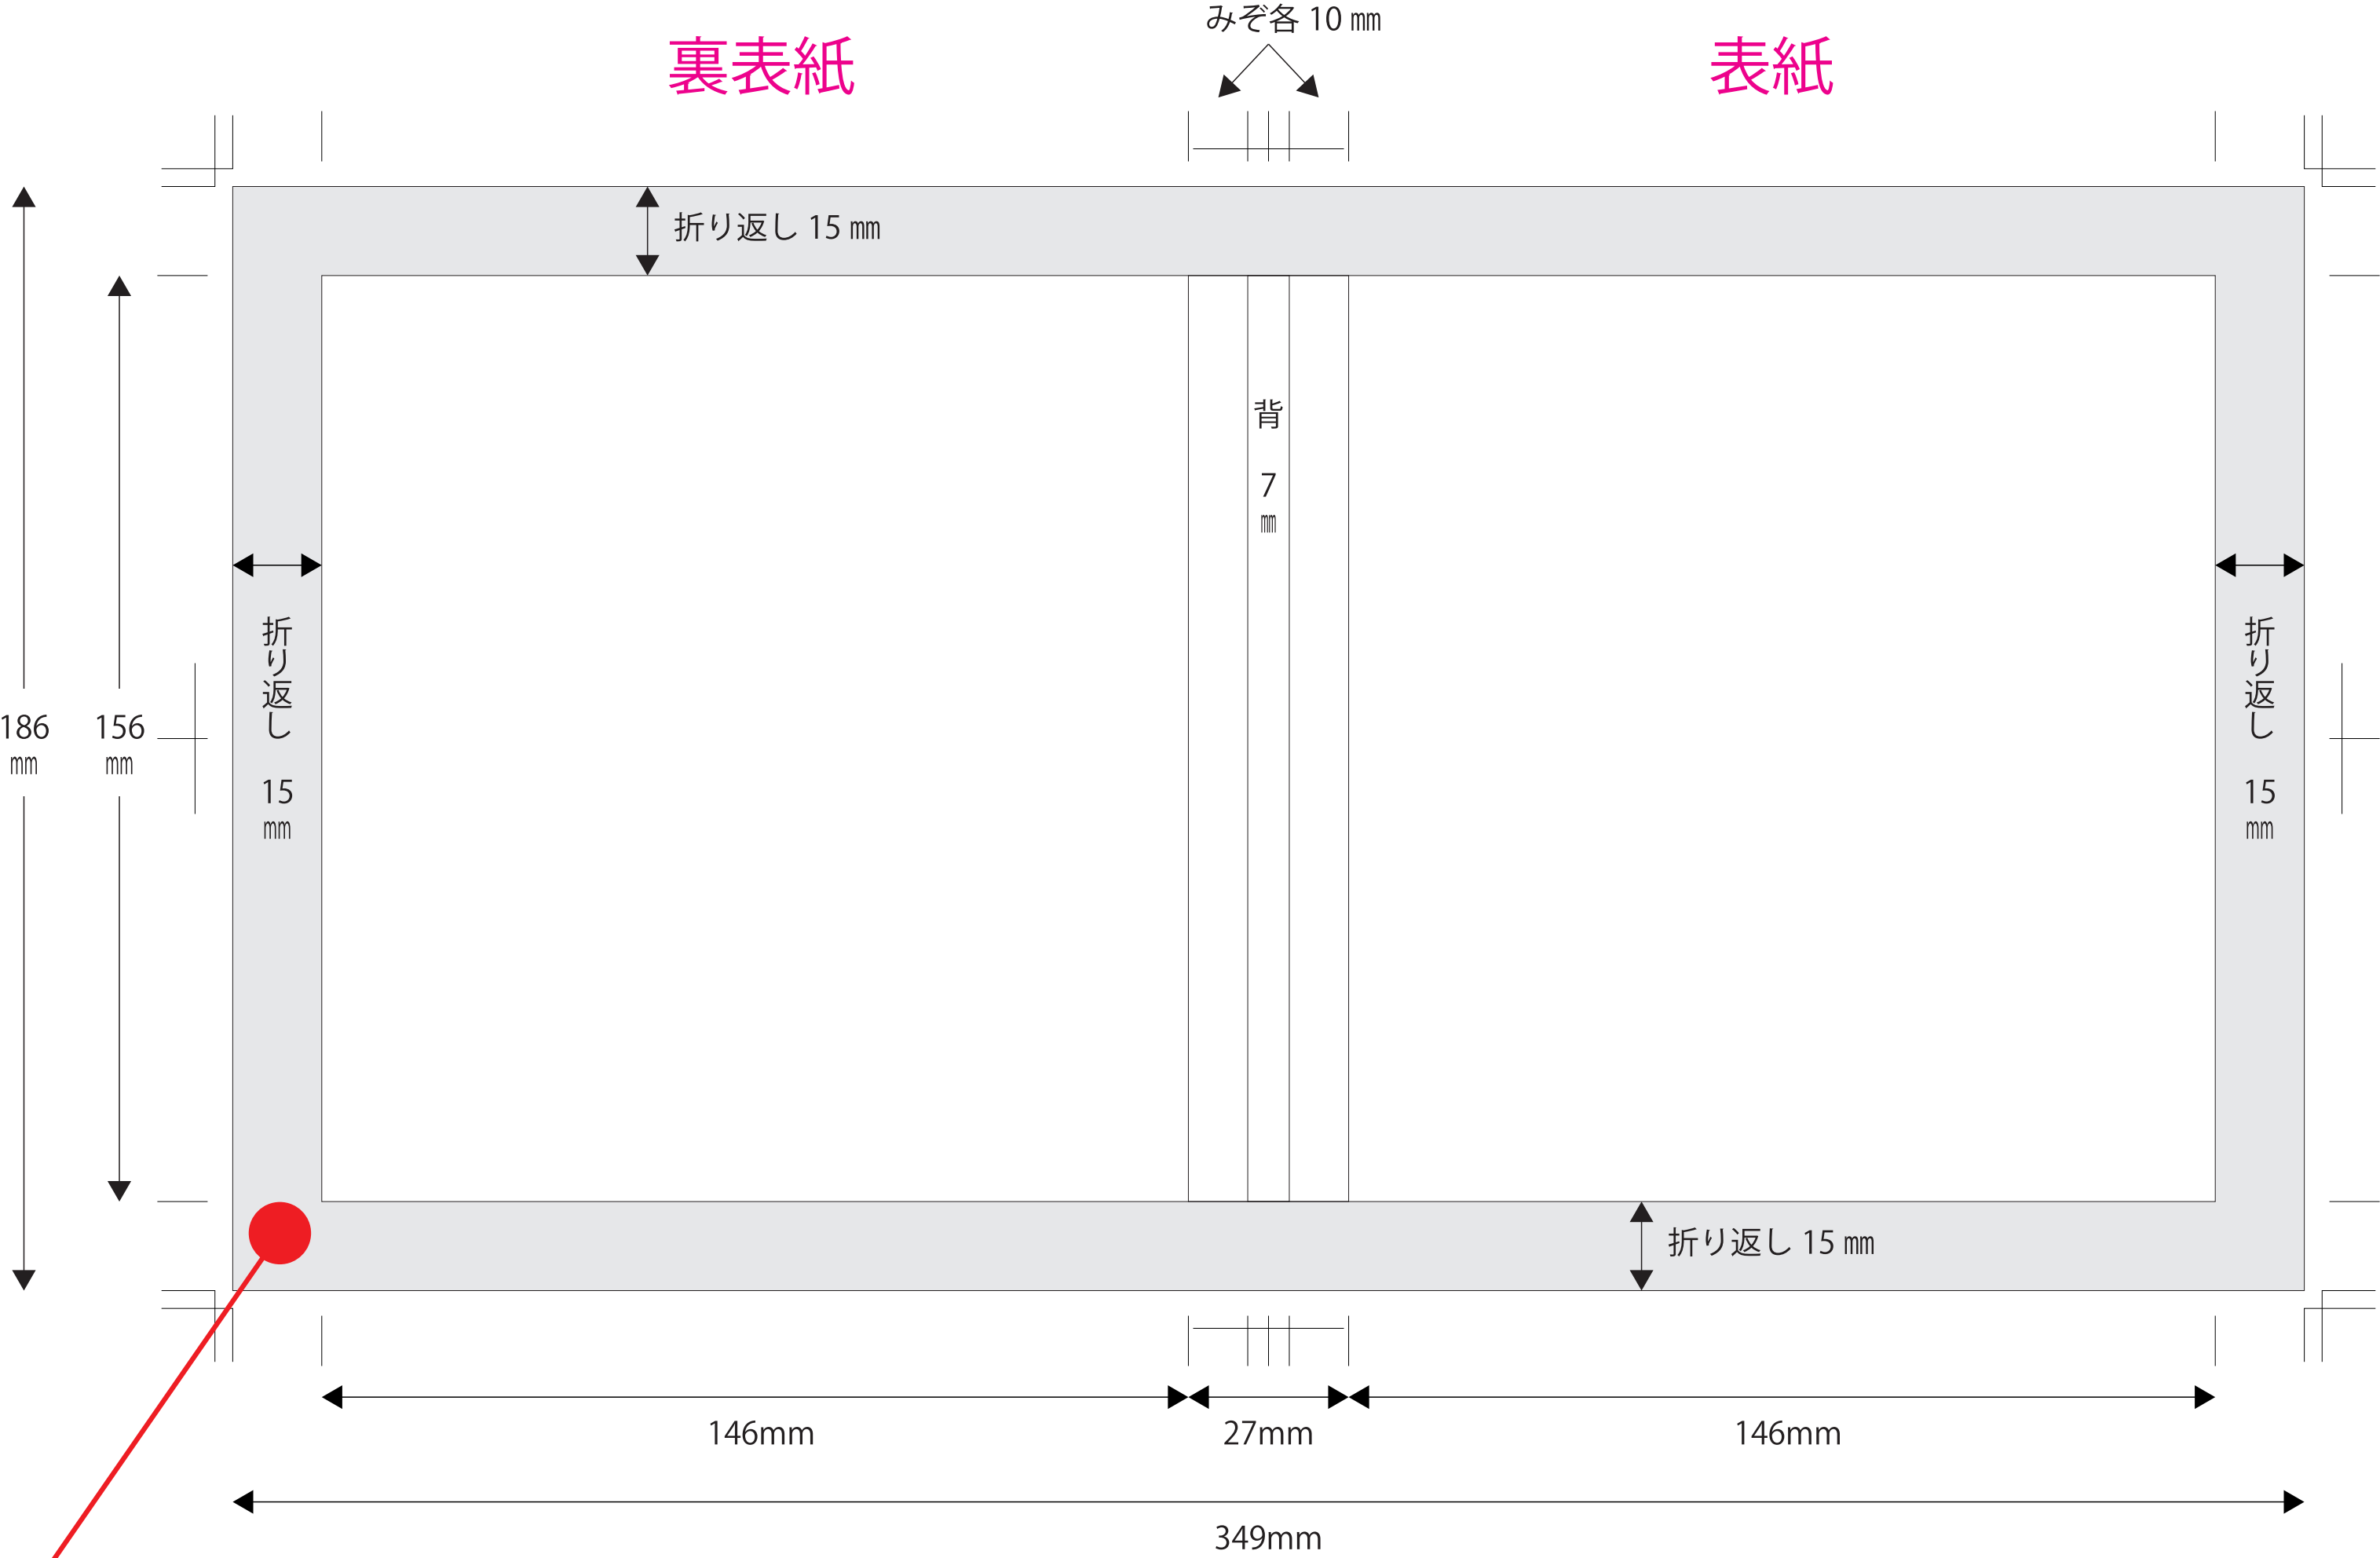 みぞ各 10 ㎜
裏表紙
表紙
折り返し 15 ㎜
背 7 ㎜
折り返し 15 ㎜
折り返し 15 ㎜
186 ㎜
156 ㎜
折り返し 15 ㎜
146mm
27mm
146mm
349mm